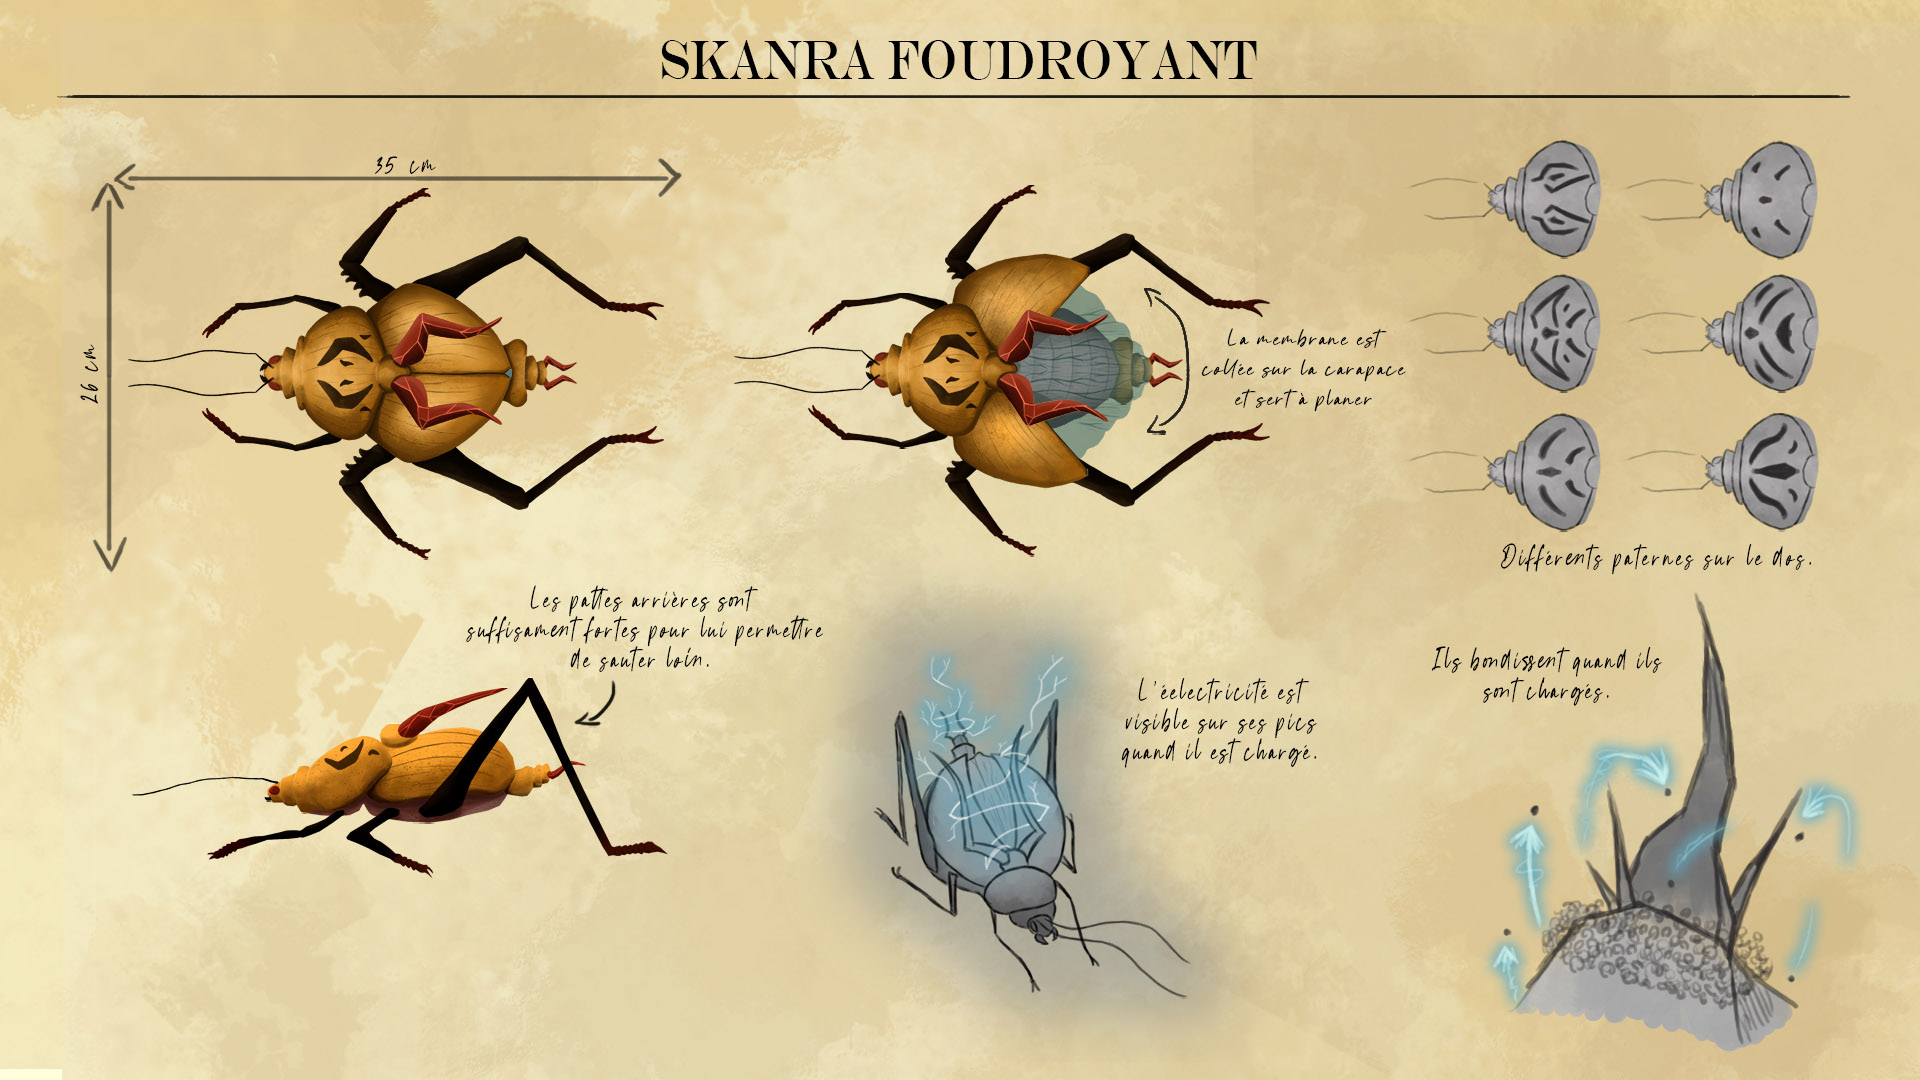 SKANRA FOUDROYANT
35 cm
26 cm
La membrane est
collée sur la carapace
et sert à planer
Différents paternes sur le dos.
Les pattes arrières sont
suffisament fortes pour lui permettre
de sauter loin.
L'éelectricité est
visible sur ses pics
quand il est chargé.
Ils bondissent quand ils
sont chargés.